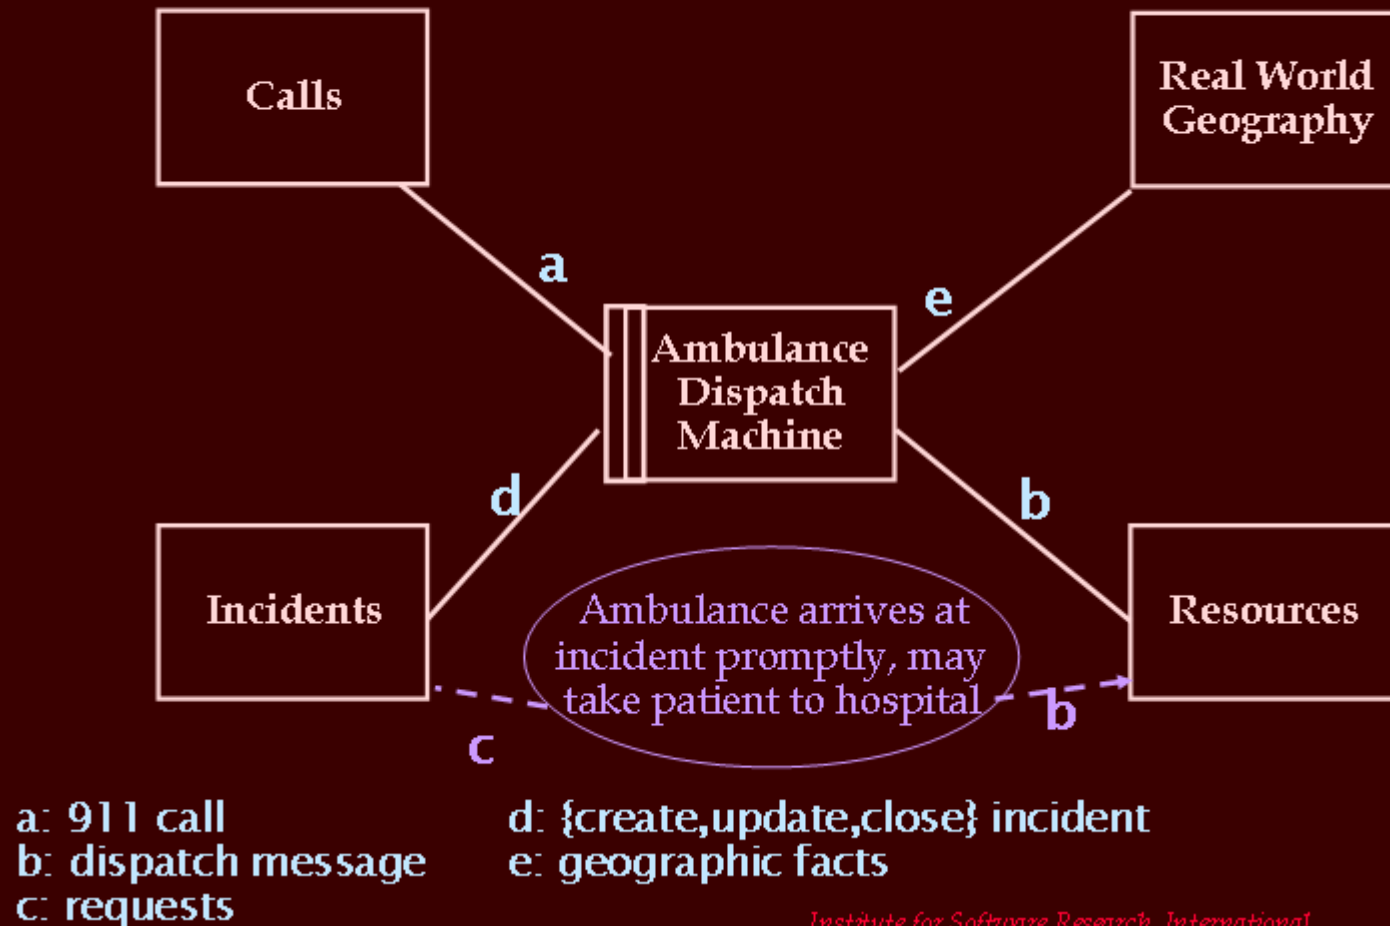 Calls
Real World
Geography
a
e
Ambulance
Dispatch
Machine
d
b
Incidents
Ambulance arrives at
incident promptly, may
take patient to hospital
Resources
c
b
a: 911 call
d: {create,update,close} incident
b: dispatch message
e: geographic facts
c: requests
Institute for Software Research, International